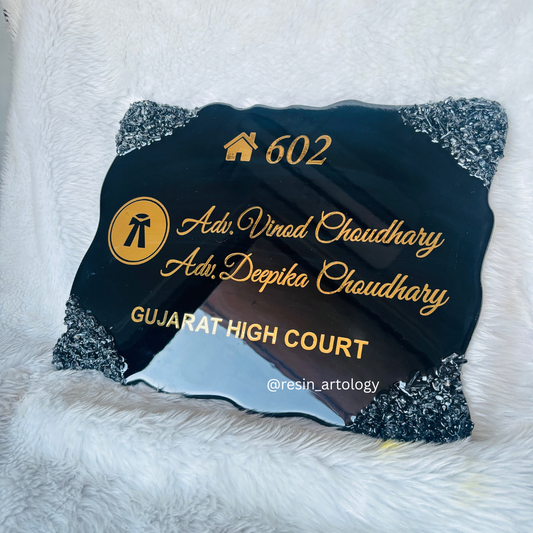 602
Adv. Vinod Choudhary
Adv. Deepika Choudhary
GUJARAT HIGH COURT
@resin_artology